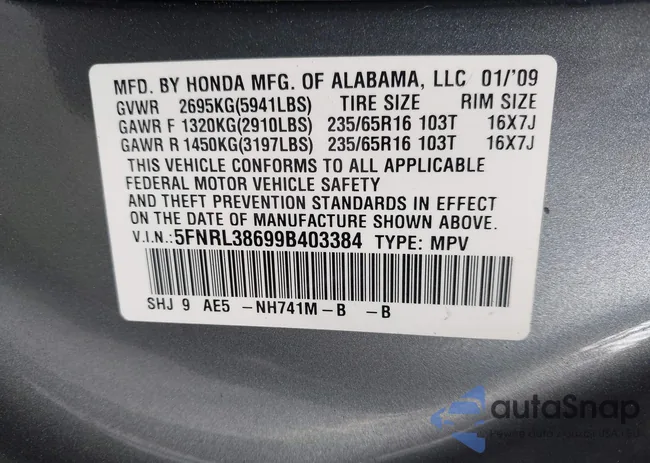 MFD. BY HONDA MFG. OF ALABAMA, LLC 01/'09
GVWR 2695KG(5941LBS) TIRE SIZE RIM SIZE
GAWR F 1320KG(2910LBS) 235/65R16 103T 16X7J
GAWR R 1450KG(3197LBS) 235/65R16 103T 16X7J
THIS VEHICLE CONFORMS TO ALL APPLICABLE
FEDERAL MOTOR VEHICLE SAFETY
AND THEFT PREVENTION STANDARDS IN EFFECT
ON THE DATE OF MANUFACTURE SHOWN ABOVE.
V.I.N.:5FNRL38699B403384 TYPE: MPV
SHJ 9 AE5 -NH741M-B -B
autoSnap